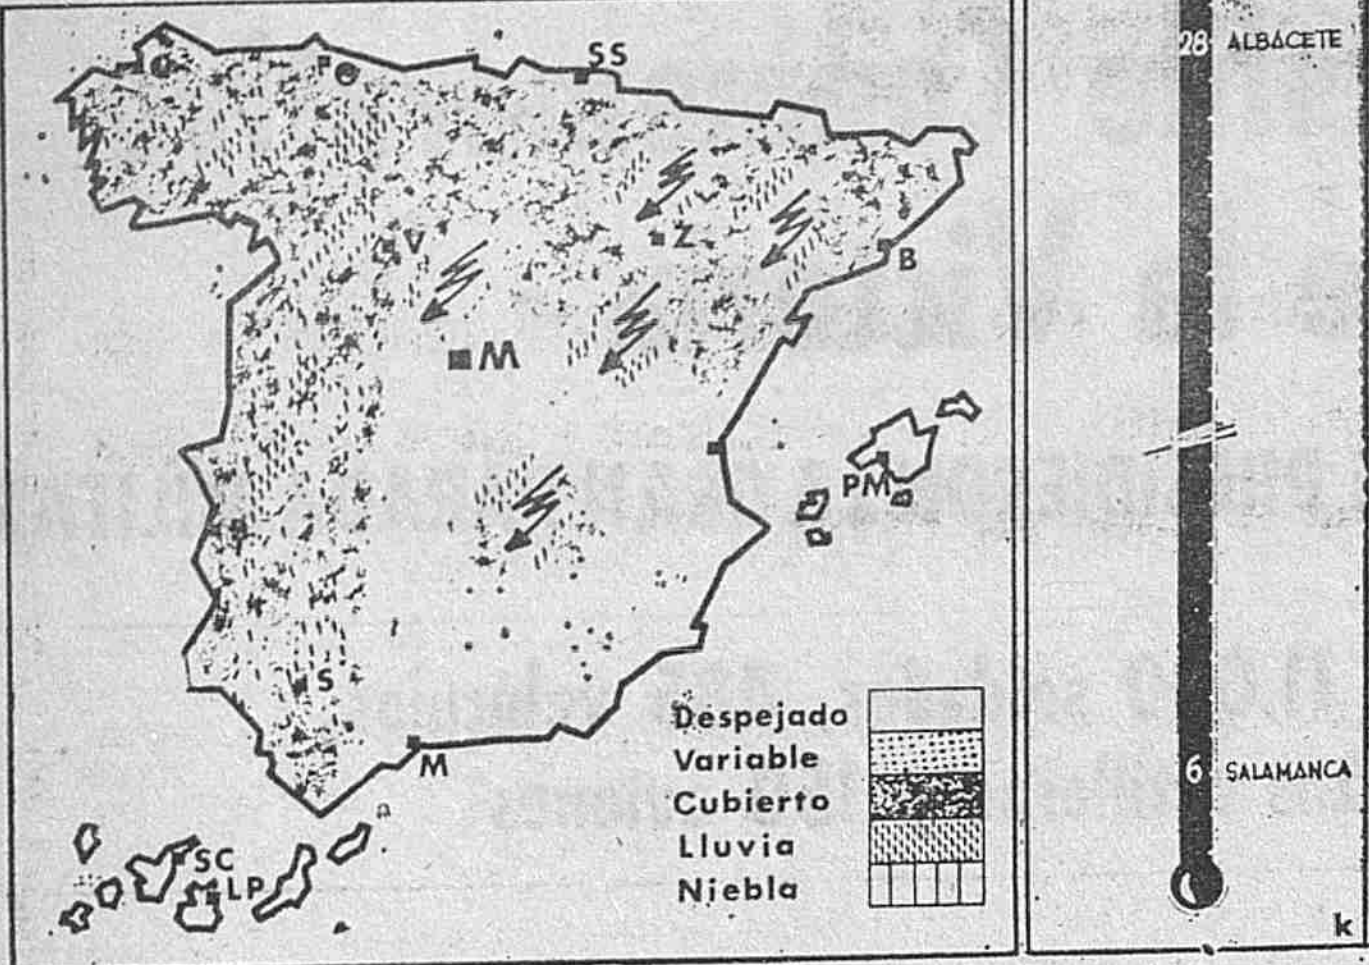 SS
28 ALBACETE
V
Z
B
M
PM
S
M
Despejado
Variable
Cubierto
Lluvia
Niebla
6 SALAMANCA
SC
LP
k